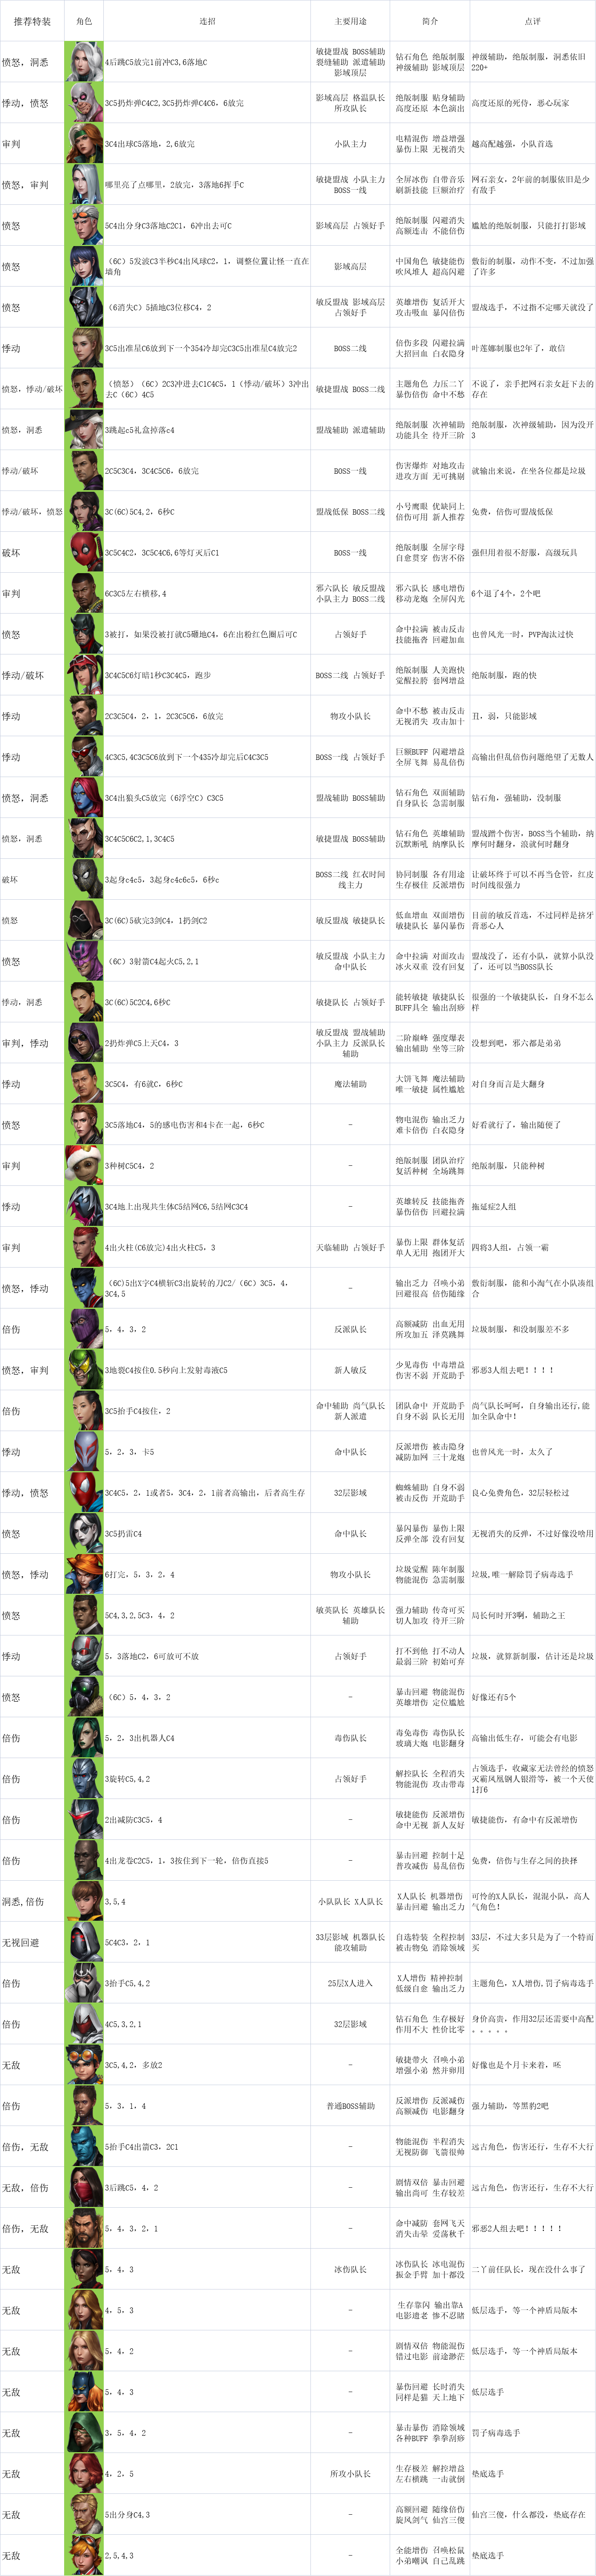 推荐特装 角色 连招 主要用途 简介 点评
愤怒，洞悉 4后跳C5放完1前冲C3,6落地C 敏捷盟战 BOSS辅助 裂缝辅助 派遣辅助 影域顶层 钻石角色 绝版制服 神级辅助 影域顶层 神级辅助，绝版制服，洞悉依旧220+
悸动，愤怒 3C5扔炸弹C4C2,3C5扔炸弹C4C6，6放完 影域高层 格温队长 所攻队长 绝版制服 贴身辅助 高度还原 本色演出 高度还原的死侍，恶心玩家
审判 3C4出球C5落地，2,6放完 小队主力 电精混伤 增益增强 暴伤上限 无视消失 越高配越强，小队首选
愤怒，审判 哪里亮了点哪里，2放完，3落地6挥手C 敏捷盟战 小队主力 BOSS一线 全屏冰伤 自带音乐 刷新技能 巨额治疗 网石亲女，2年前的制服依旧是少有敌手
愤怒 5C4出分身C3落地C2C1，6冲出去可C 影域高层 占领好手 绝版制服 闪避消失 高额连击 不能倍伤 尴尬的绝版制服，只能打打影域
愤怒 （6C）5发波C3半秒C4出风球C2，1，调整位置让怪一直在墙角 影域高层 中国角色 敏捷能伤 吹风堆人 超高闪避 敷衍的制服，动作不变，不过加强了许多
愤怒 （6消失C）5插地C3位移C4，2 敏反盟战 影域高层 占领好手 英雄增伤 复活开大 攻击吸血 暴闪倍伤 盟战选手，不过指不定哪天就没了
悸动 3C5出准星C6放到下一个354冷却完C3C5出准星C4放完2 BOSS二线 倍伤多段 闪避拉满 大招回血 白衣隐身 叶莲娜制服也2年了，敢信
愤怒，悸动/破坏 （愤怒）（6C）2C3冲进去C1C4C5，1（悸动/破坏）3冲出去C（6C）4C5 敏捷盟战 BOSS二线 主题角色 力压二丫 暴伤倍伤 命中不愁 不说了，亲手把网石亲女赶下去的存在
愤怒，洞悉 3跳起c5礼盒掉落c4 盟战辅助 派遣辅助 绝版制服 次神辅助 功能具全 待开三阶 绝版制服，次神级辅助，因为没开3
悸动/破坏 2C5C3C4，3C4C5C6，6放完 BOSS一线 伤害爆炸 对地攻击 进攻方面 无可挑剔 就输出来说，在坐各位都是垃圾
悸动/破坏，愤怒 3C(6C)5C4,2，6秒C 盟战低保 BOSS二线 小号鹰眼 优缺同上 倍伤可用 新人推荐 免费，倍伤可盟战低保
破坏 3C5C4C2，3C5C4C6,6等灯灭后C1 BOSS一线 绝版制服 全屏字母 自愈贯穿 伤害不俗 强但用着很不舒服，高级玩具
审判 6C3C5左右横移,4 邪六队长 敏反盟战 小队主力 BOSS二线 邪六队长 感电增伤 移动龙炮 全屏闪光 6个退了4个，2个吧
愤怒 3被打，如果没被打就C5砸地C4，6在出粉红色圈后可C 占领好手 命中拉满 被击反击 技能拖沓 回避加血 也曾风光一时，PVP淘汰过快
悸动/破坏 3C4C5C6灯暗1秒C3C4C5，跑步 BOSS二线 占领好手 绝版制服 人美跑快 觉醒拉胯 套网增益 绝版制服，跑的快
悸动 2C3C5C4，2，1，2C3C5C6，6放完 物攻小队长 命中不愁 被击反击 无视消失 攻击加十 丑，弱，只能影域
悸动 4C3C5,4C3C5C6放到下一个435冷却完后C4C3C5 BOSS一线 占领好手 巨额BUFF 闪避增益 全屏飞舞 易乱倍伤 高输出但乱倍伤问题绝望了无数人
愤怒，洞悉 3C4出狼头C5放完（6浮空C）C3C5 盟战辅助 BOSS辅助 钻石角色 双面辅助 自身队长 急需制服 钻石角，强辅助，没制服
愤怒，洞悉 3C4C5C6C2,1,3C4C5 敏捷盟战 BOSS辅助 钻石角色 英雄辅助 沉默断吼 纳摩队长 盟战蹭个伤害，BOSS当个辅助，纳摩何时翻身，浪就何时翻身
破坏 3起身c4c5，3起身c4c6c5，6秒c BOSS二线 红衣时间线主力 协同制服 各有用途 生存极佳 反派增伤 让破坏终于可以不再当仓管，红皮时间线很强力
愤怒 3C(6C)5砍完3剑C4，1扔剑C2 敏反盟战 敏捷队长 低血增血 双面增伤 敏捷队长 暴闪暴伤 目前的敏反首选，不过同样是挤牙膏恶心人
愤怒 （6C）3射箭C4起火C5,2,1 敏反盟战 小队主力 命中队长 命中拉满 对面攻击 冰火双重 没有回复 盟战没了，还有小队，就算小队没了，还可以当BOSS队长
悸动，洞悉 3C(6C)5C2C4,6秒C 敏捷队长 占领好手 能转敏捷 敏捷队长 BUFF具全 输出刮痧 很强的一个敏捷队长，自身不怎么样
审判，悸动 2扔炸弹C5上天C4，3 敏反盟战 盟战辅助 小队主力 反派队长 辅助 二阶巅峰 强度爆表 输出辅助 坐等三阶 没想到吧，邪六都是弟弟
悸动 3C5C4，有6就C，6秒C 魔法辅助 大饼飞舞 魔法辅助 唯一敏捷 属性尴尬 对自身而言是大翻身
愤怒 3C5落地C4，5的感电伤害和4卡在一起，6秒C - 物电混伤 输出乏力 难卡倍伤 白衣隐身 好看就行了，输出随便了
审判 3种树C5C4，2 - 绝版制服 团队治疗 复活种树 全场跳舞 绝版制服，只能种树
悸动 3C4地上出现共生体C5结网C6,5结网C3C4 - 英雄转反 技能拖沓 暴伤倍伤 回避拉满 拖延症2人组
审判 4出火柱(C6放完)4出火柱C5，3 天临辅助 占领好手 暴伤上限 群体复活 单人无用 抱团开大 四将3人组，占领一霸
愤怒，悸动 （6C)5出X字C4横斩C3出旋转的刀C2/（6C）3C5，4，3C4,5 - 输出乏力 召唤小弟 回避很高 倍伤随缘 敷衍制服，能和小淘气在小队凑组合
倍伤 5，4，3，2 反派队长 高额减防 出血无用 所攻加五 泽莫跳舞 垃圾制服，和没制服差不多
愤怒，审判 3地裂C4按住0.5秒向上发射毒液C5 新人敏反 少见毒伤 中毒增益 伤害不弱 开荒助手 邪恶3人组去吧！！！！
倍伤 3C5抬手C4按住，2 命中辅助 尚气队长 新人派遣 团队命中 开荒助手 自身不弱 队长无用 尚气队长呵呵，自身输出还行,能加全队命中！
悸动 5，2，3，卡5 命中队长 反派增伤 被击隐身 减防加网 三十龙炮 也曾风光一时，太久了
悸动，愤怒 3C4C5，2，1或者5，3C4，2，1前者高输出，后者高生存 32层影域 蜘蛛辅助 自身不弱 被击反伤 开荒助手 良心免费角色，32层轻松过
愤怒 3C5扔雷C4 命中队长 暴闪暴伤 暴伤上限 反弹全部 没有回复 无视消失的反弹，不过好像没啥用
愤怒，悸动 6打完，5，3，2，4 物攻小队长 垃圾觉醒 陈年制服 物能混伤 急需制服 垃圾,唯一解除罚子病毒选手
愤怒 5C4,3,2,5C3，4，2 敏英队长 英雄队长 辅助 强力辅助 传奇可买 切人加攻 待开三阶 局长何时开3啊，辅助之王
悸动 5，3落地C2，6可放可不放 占领好手 打不到他 打不动人 最弱三阶 初始可弃 垃圾，就算新制服，估计还是垃圾
愤怒 （6C）5，4，3，2 - 暴击回避 物能混伤 英雄增伤 定位尴尬 好像还有5个
倍伤 5，2，3出机器人C4 毒伤队长 毒免毒伤 毒伤队长 玻璃大炮 电影翻身 高输出低生存，可能会有电影
倍伤 3旋转C5,4,2 占领好手 解控队长 全程消失 物能混伤 攻击带毒 占领选手，收藏家无法曾经的愤怒灭霸凤凰钢人银滑等，被一个天使1打6
倍伤 2出减防C3C5，4 - 敏捷能伤 反派增伤 命中无视 新人友好 敏捷能伤，有命中有反派增伤
倍伤 4出龙卷C2C5，1，3按住到下一轮，倍伤直接5 - 暴击回避 控制十足 普攻减伤 易乱倍伤 免费，倍伤与生存之间的抉择
洞悉,倍伤 3,5,4 小队队长 X人队长 X人队长 机器增伤 暴击回避 输出乏力 可怜的X人队长，混混小队，高人气角色！
无视回避 5C4C3，2，1 33层影域 机器队长 能攻辅助 自选特装 全程控制 被击物免 消除领域 33层，不过大多只是为了一个特而买
倍伤 3抬手C5,4,2 25层X人进入 X人增伤 精神控制 低级自愈 输出乏力 主题角色，X人增伤,罚子病毒选手
倍伤 4C5,3,2,1 32层影域 钻石角色 生存极好 作用不大 性价比零 身价高贵，作用32层还需要中高配。。。。。
无敌 3C5,4,2，多放2 - 敏捷带火 召唤小弟 增强小弟 然并卵用 好像也是个月卡来着，呸
倍伤 5，3，1，4 普通BOSS辅助 反派增伤 反派减伤 高额减伤 电影翻身 强力辅助，等黑豹2吧
倍伤，无敌 5抬手C4出箭C3，2C1 - 物能混伤 半程消失 无视防御 飞箭很帅 远古角色，伤害还行，生存不大行
无敌，倍伤 3后跳C5，4，2 - 剧情双倍 暴击回避 输出尚可 生存较差 远古角色，伤害还行，生存不大行
倍伤，无敌 5，4，3，2，1 - 命中减防 套网飞天 消失击晕 爱荡秋千 邪恶2人组去吧！！！！！
无敌 5，4，3 冰伤队长 冰伤队长 冰电混伤 振金手臂 加十都没 二丫前任队长，现在没什么事了
无敌 4，5，3 - 生存靠闪 输出靠A 电影遗老 惨不忍睹 低层选手，等一个神盾局版本
无敌 5，4，2 - 剧情双倍 物能混伤 错过电影 前途渺茫 低层选手，等一个神盾局版本
无敌 5，4，3 - 暴伤回避 长时消失 同样是猫 天上地下 低层选手
无敌 3，5，4，2 - 暴击暴伤 消除领域 各种BUFF 拳拳刮痧 罚子病毒选手
无敌 4，2，5 所攻小队长 生存极差 解控增益 左右横跳 一击就倒 垫底选手
无敌 5出分身C4,3 - 高额回避 随缘倍伤 旋风剑气 仙宫三傻 仙宫三傻，什么都没，垫底存在
无敌 2,5,4,3 - 全能增伤 召唤松鼠 小弟嘲讽 自己乱跳 垫底选手